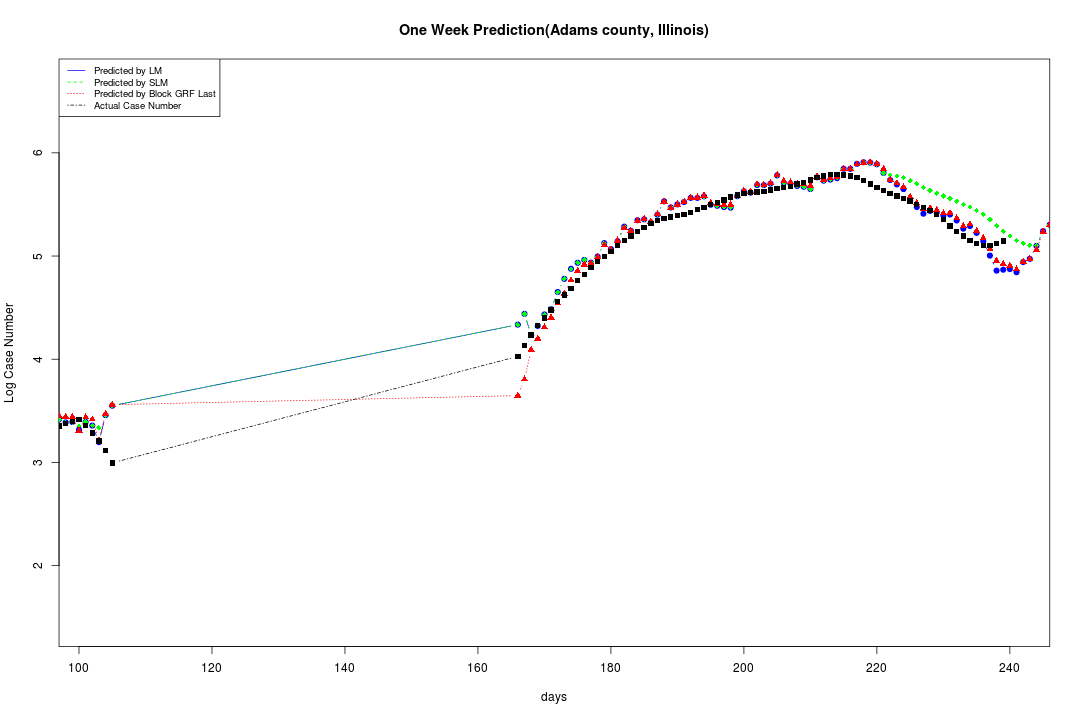 One Week Prediction(Adams county, Illinois)
Predicted by LM
Predicted by SLM
Predicted by Block GRF Last
Actual Case Number
6
5
4
3
2
Log Case Number
100 120 140 160 180 200 220 240
days